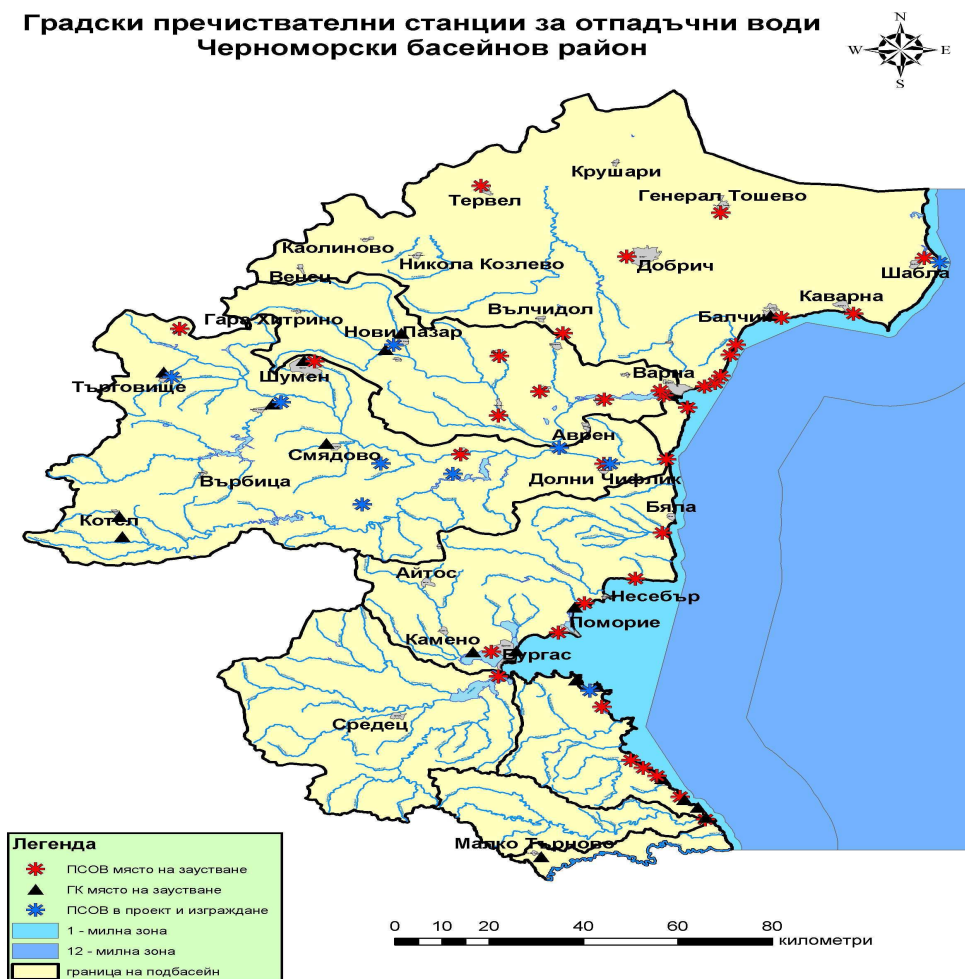 Градски пречиствателни станции за отпадъчни води
Черноморски басейнов район
N
W E
S
Крушари
Тервел
Генерал Тошево
Каолиново
Никола Козлево
Добрич
Шабла
Венец
Каварна
Гара Хитрино
Вълчидол
Балчик
Нови Пазар
Варна
Шумен
Търговище
Аврен
Смядово
Долни Чифлик
Върбица
Бяла
Котел
Айтос
Несебър
Поморие
Камено
Бургас
Средец
Малко Търново
Легенда
ПСОВ място на заустване
ГК място на заустване
ПСОВ в проект и изграждане
1 - милна зона
12 - милна зона
граница на подбасейн
0 10 20 40 60 80
километри